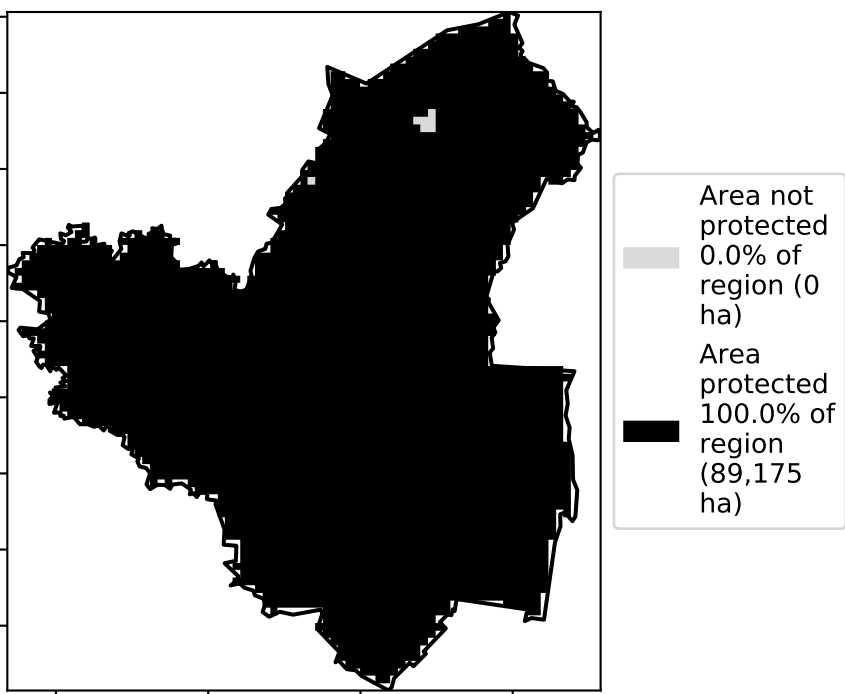 Area not
protected
0.0% of
region (0
ha)
Area
protected
100.0% of
region
(89,175
ha)